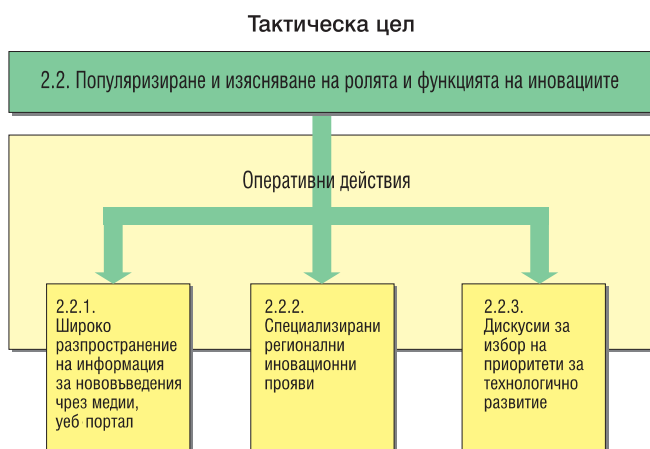 Тактическа цел
2.2. Популяризиране и изясняване на ролята и функцията на иновациите
Оперативни действия
2.2.1.
Широко
разпространение
на информация
за нововъведения
чрез медии,
уеб портал
2.2.2.
Специализирани
регионални
иновационни
прояви
2.2.3.
Дискусии за
избор на
приоритети за
технологично
развитие